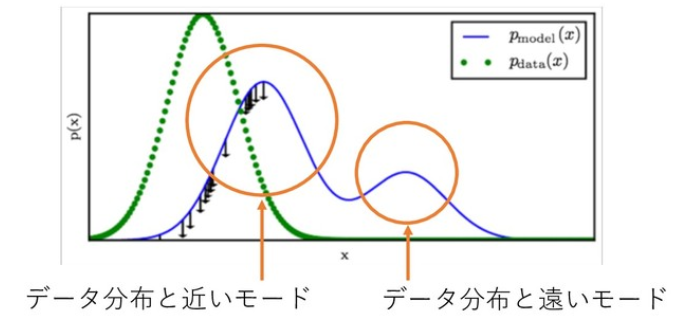 p_model(x)
p_data(x)
p(x)
x
データ分布と近いモード
データ分布と遠いモード